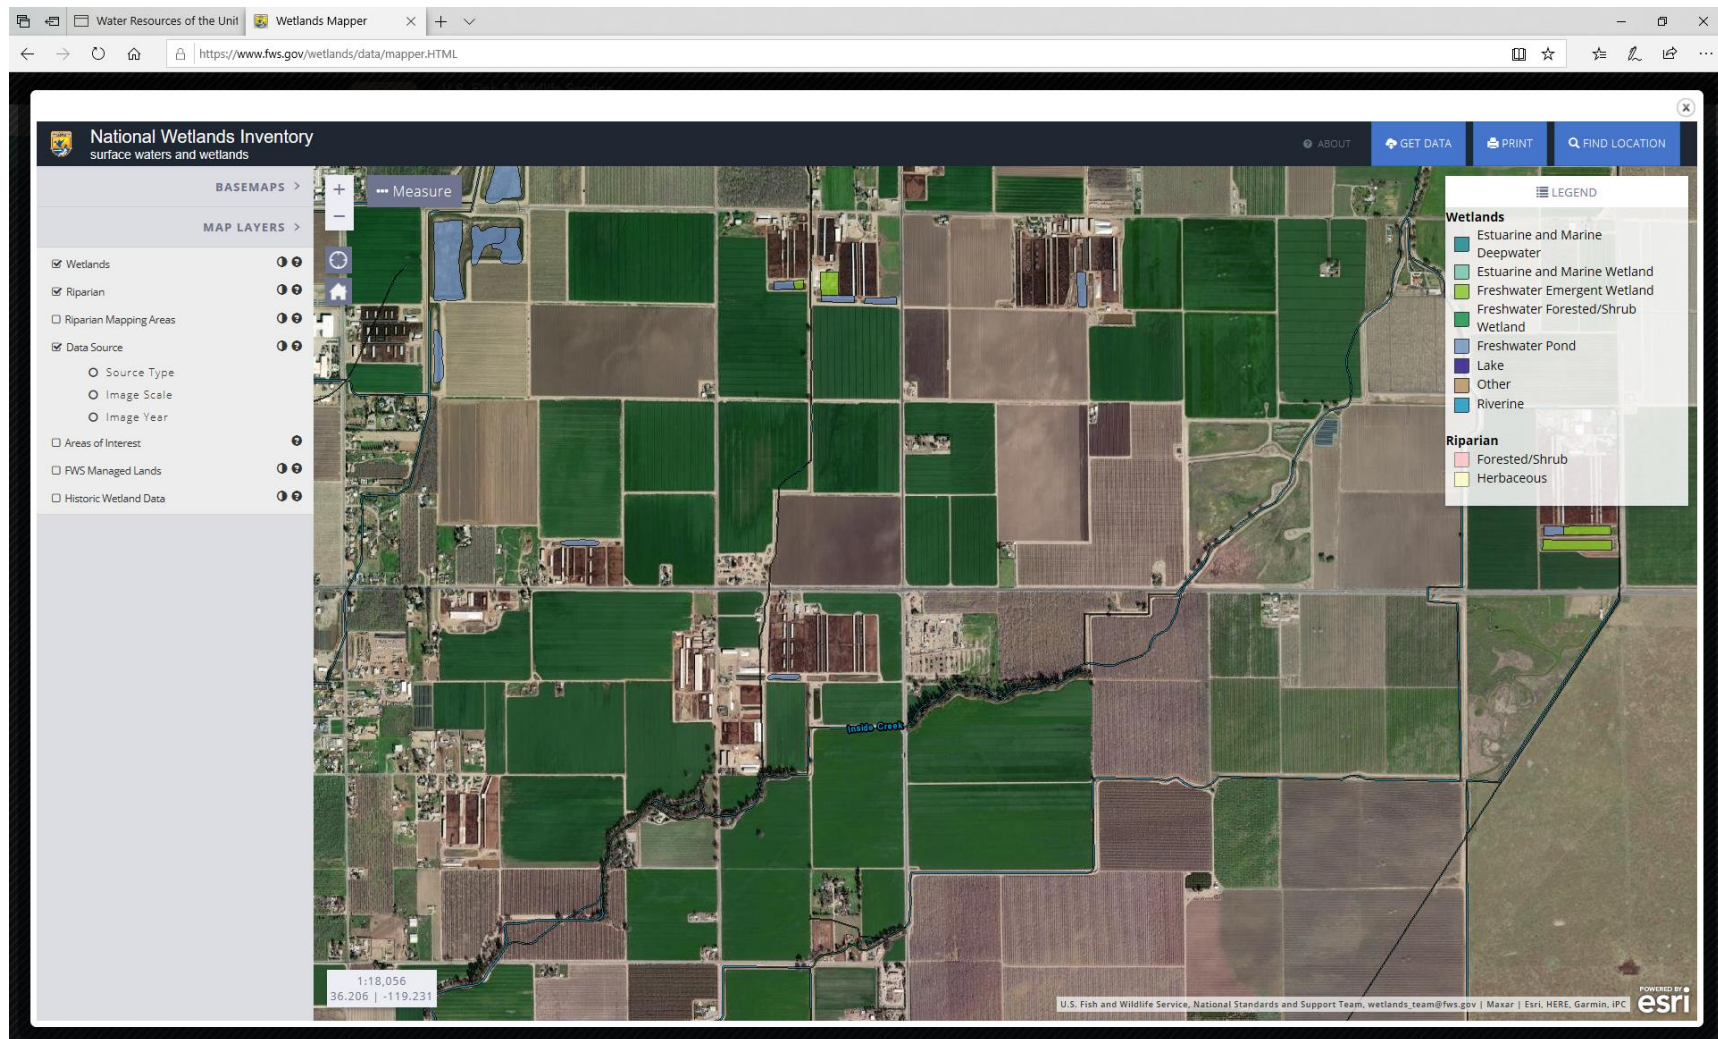 Water Resources of the Unit
Wetlands Mapper
https://www.fws.gov/wetlands/data/mapper.HTML
U.S. Fish and Wildlife Service
National Wetlands Inventory
surface waters and wetlands
ABOUT
GET DATA
PRINT
FIND LOCATION
BASEMAPS >
MAP LAYERS >
Wetlands
Riparian
Riparian Mapping Areas
Data Source
Source Type
Image Scale
Image Year
Areas of Interest
FWS Managed Lands
Historic Wetland Data
+
Measure
−
LEGEND
Wetlands
Estuarine and Marine
Deepwater
Estuarine and Marine Wetland
Freshwater Emergent Wetland
Freshwater Forested/Shrub
Wetland
Freshwater Pond
Lake
Other
Riverine
Riparian
Forested/Shrub
Herbaceous
Inside Creek
1:18,056
36.206 | -119.231
U.S. Fish and Wildlife Service, National Standards and Support Team, wetlands_team@fws.gov | Maxar | Esri, HERE, Garmin, iPC
POWERED BY
esri